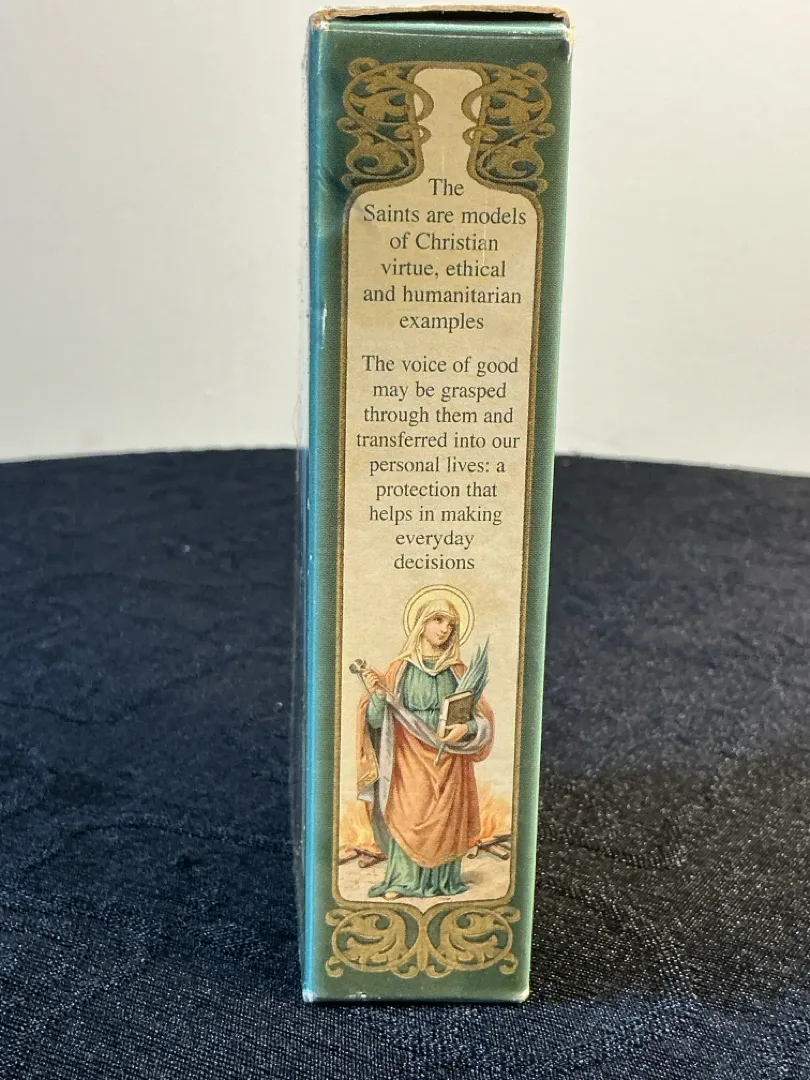 The
Saints are models
of Christian
virtue, ethical
and humanitarian
examples
The voice of good
may be grasped
through them and
transferred into our
personal lives: a
protection that
helps in making
everyday
decisions